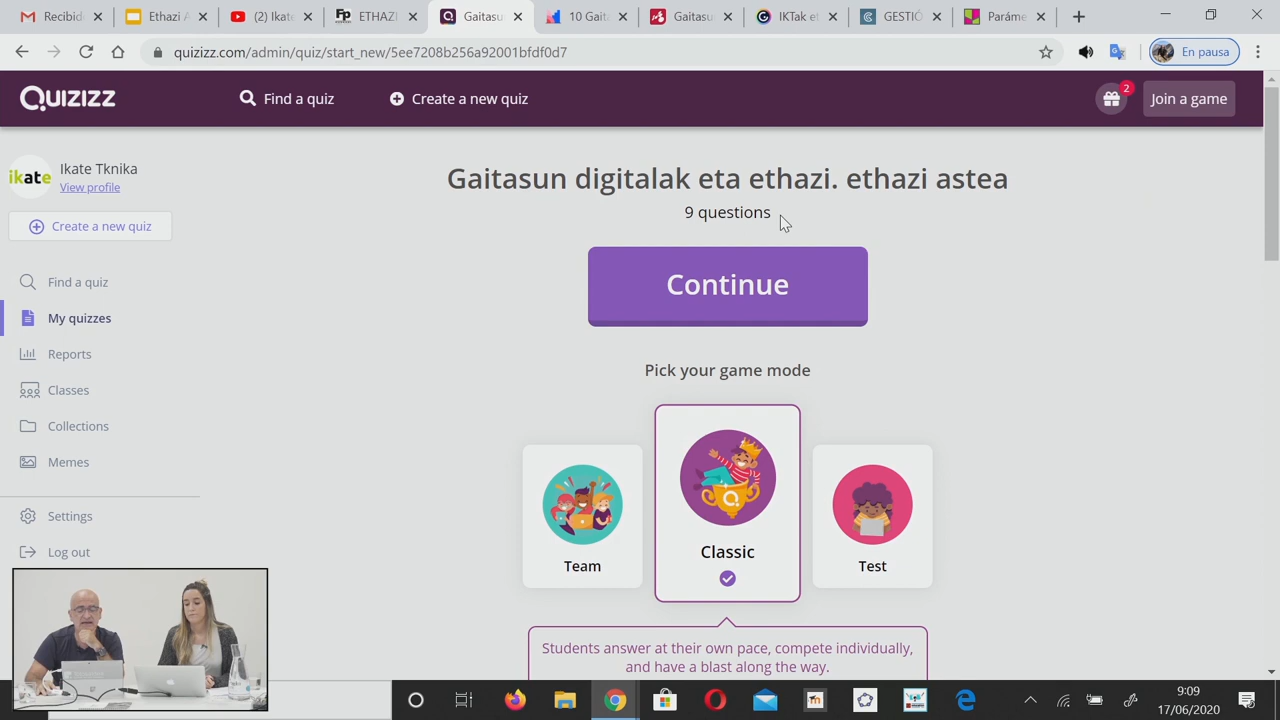 Recibid
Ethazi A
(2) Ikate
ETHAZI
Gaitasun
10 Gaita
Gaitasun
IKTak et
GESTIÓ
Paráme
quizizz.com/admin/quiz/start_new/5ee7208b256a92001bfdf0d7
En pausa
QUIZIZZ
Find a quiz
Create a new quiz
2
Join a game
ikate
Ikate Tknika
View profile
Create a new quiz
Find a quiz
My quizzes
Reports
Classes
Collections
Memes
Settings
Log out
Gaitasun digitalak eta ethazi. ethazi astea
9 questions
Continue
Pick your game mode
Team
Classic
Test
Students answer at their own pace, compete individually,
and have a blast along the way.
9:09
17/06/2020